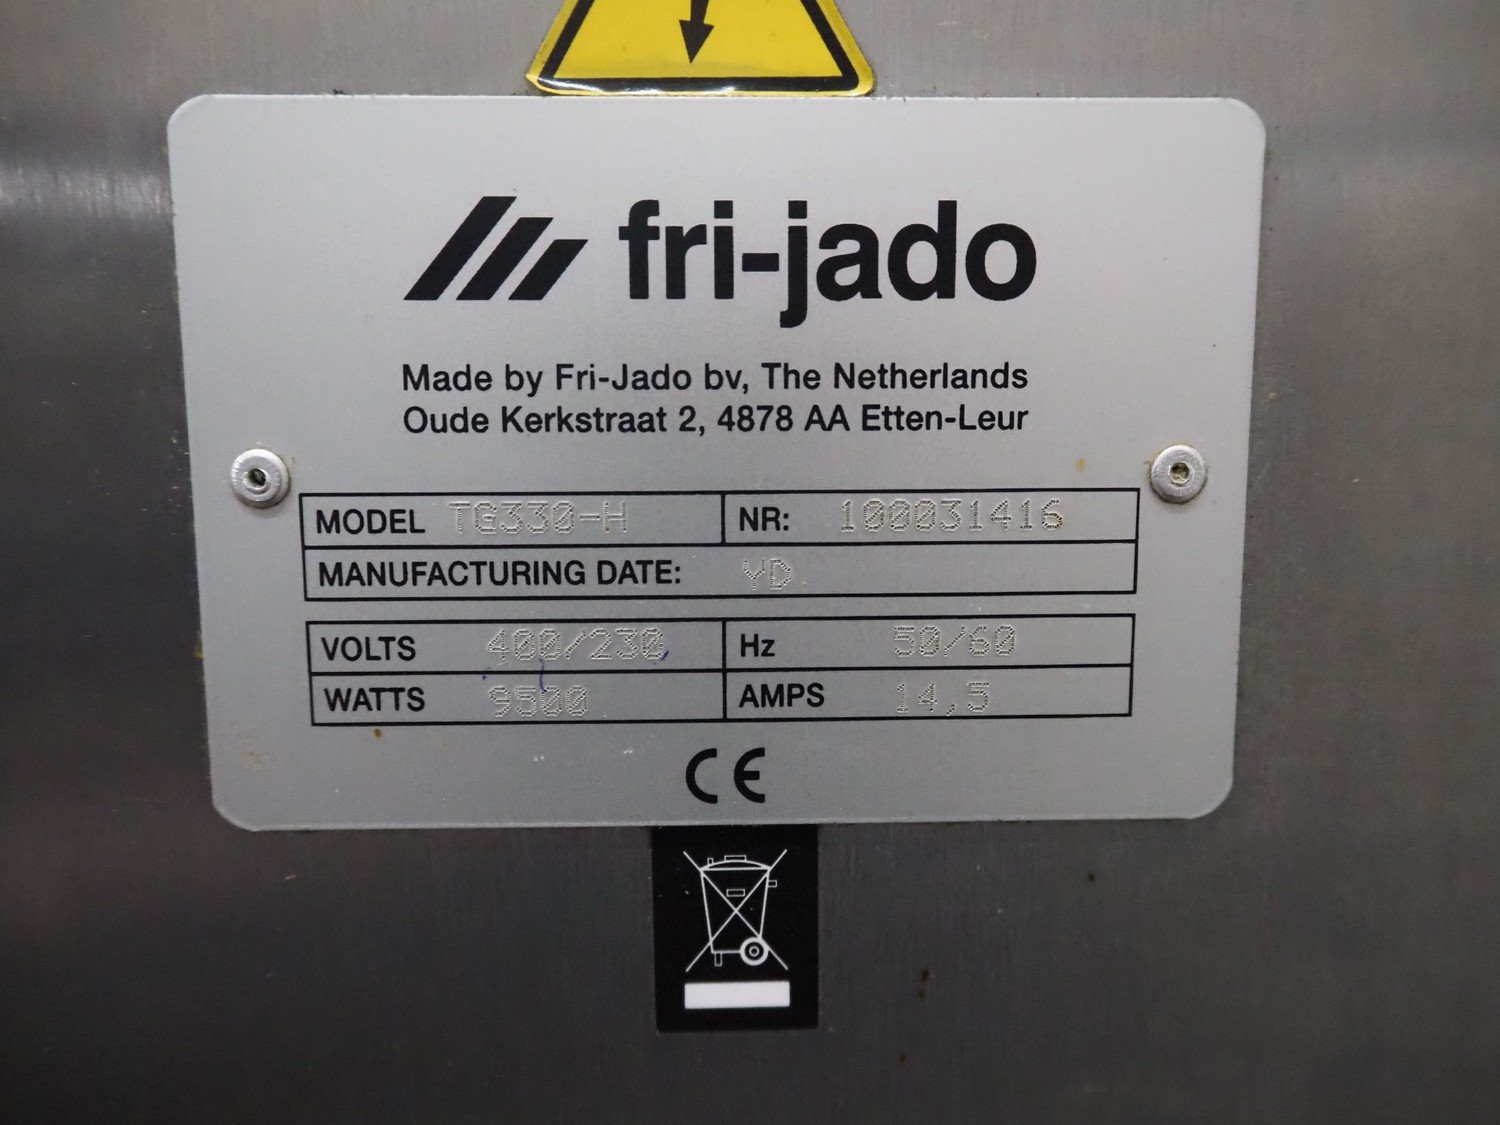 fri-jado
Made by Fri-Jado bv, The Netherlands
Oude Kerkstraat 2, 4878 AA Etten-Leur
MODEL TG330-H NR: 100031416
MANUFACTURING DATE: YD
VOLTS 400/230 Hz 50/60
WATTS 9500 AMPS 14,5
CE